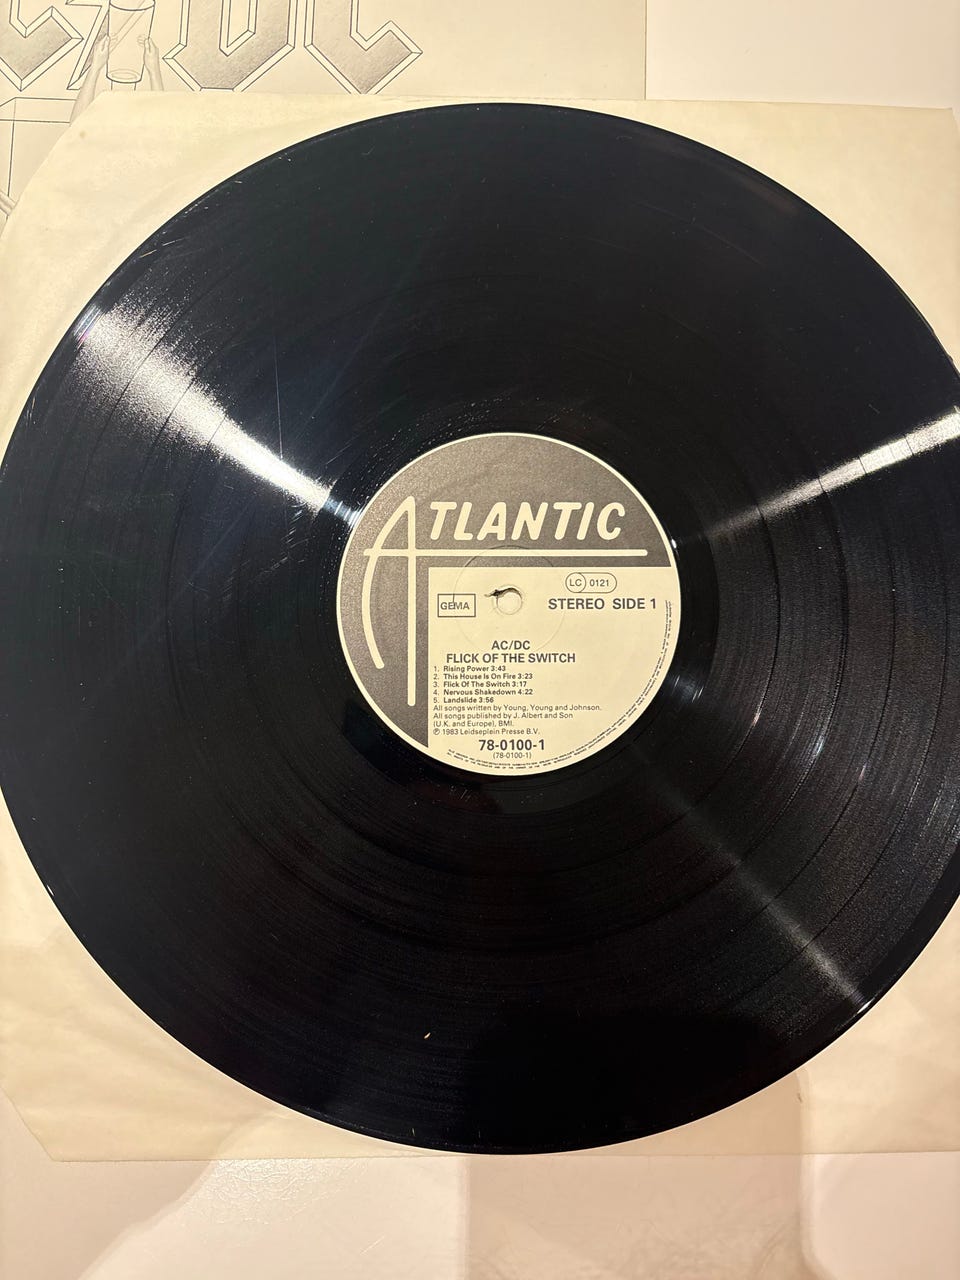 AC/DC
ATLANTIC
LC 0121
GEMA
STEREO SIDE 1
AC/DC
FLICK OF THE SWITCH
1. Rising Power 3:43
2. This House Is On Fire 3:23
3. Flick Of The Switch 3:17
4. Nervous Shakedown 4:22
5. Landslide 3:56
All songs written by Young, Young and Johnson.
All songs published by J. Albert and Son
(U.K. and Europe), BMI.
℗ 1983 Leidseplein Presse B.V.
78-0100-1
(78-0100-1)